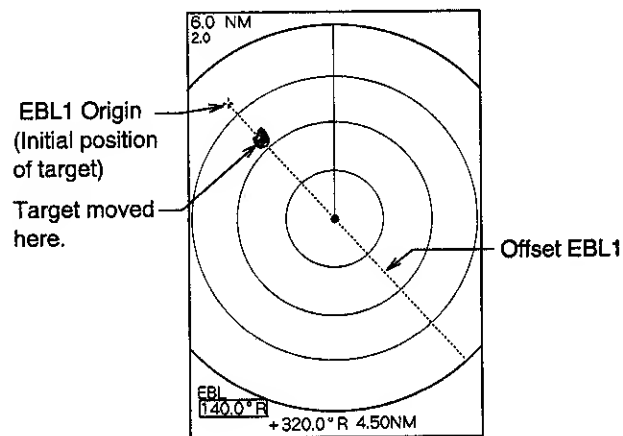 6.0 NM
2.0
EBL1 Origin
(Initial position
of target)
Target moved
here.
Offset EBL1
EBL
140.0°R
+320.0°R 4.50NM